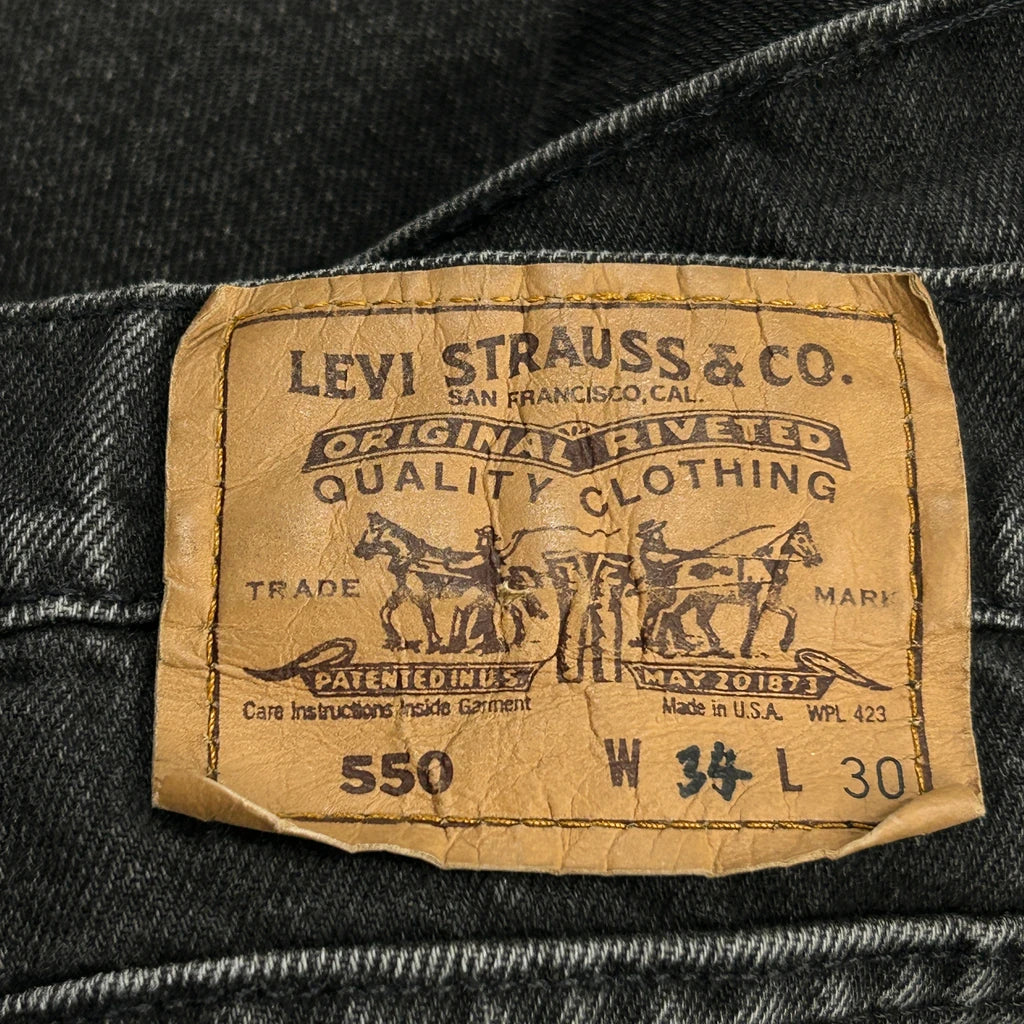 LEVI STRAUSS & CO.
SAN FRANCISCO, CAL.
ORIGINAL RIVETED
QUALITY CLOTHING
TRADE MARK
PATENTED IN U.S. MAY 20 1873
Care Instructions Inside Garment Made in U.S.A. WPL 423
550 W L 30